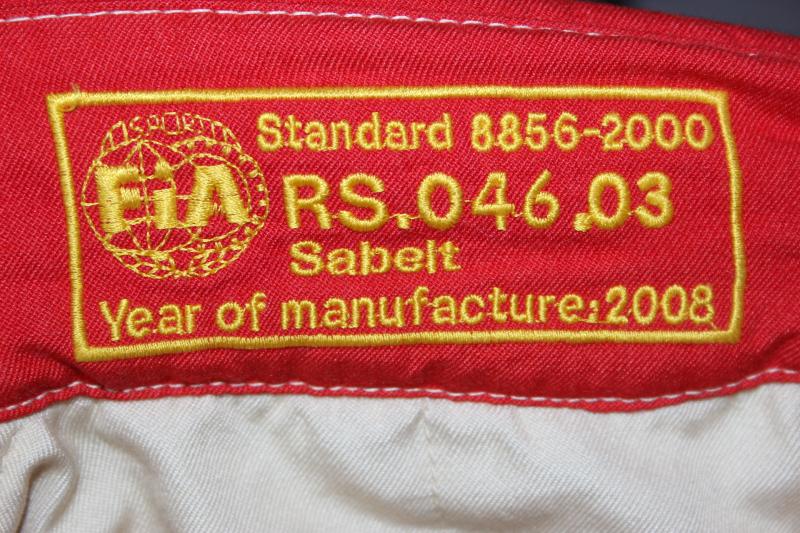 Standard 8856-2000
FiA
RS.046.03
Sabelt
Year of manufacture:2008